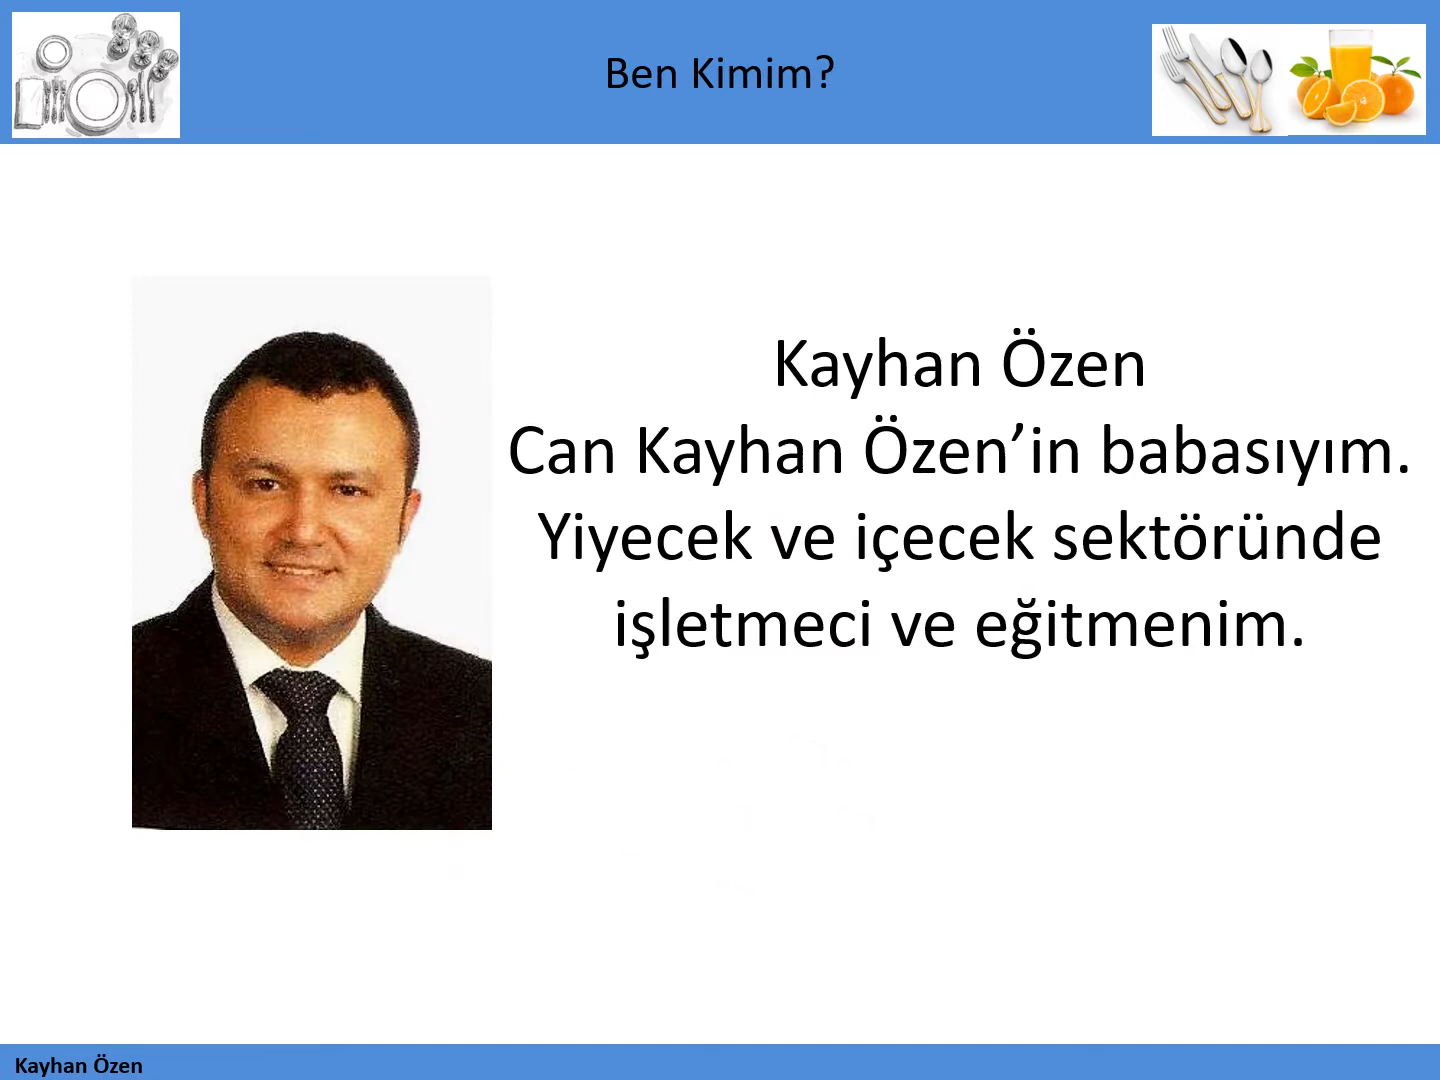 Ben Kimim?
Kayhan Özen
Can Kayhan Özen’in babasıyım.
Yiyecek ve içecek sektöründe
işletmeci ve eğitmenim.
Kayhan Özen